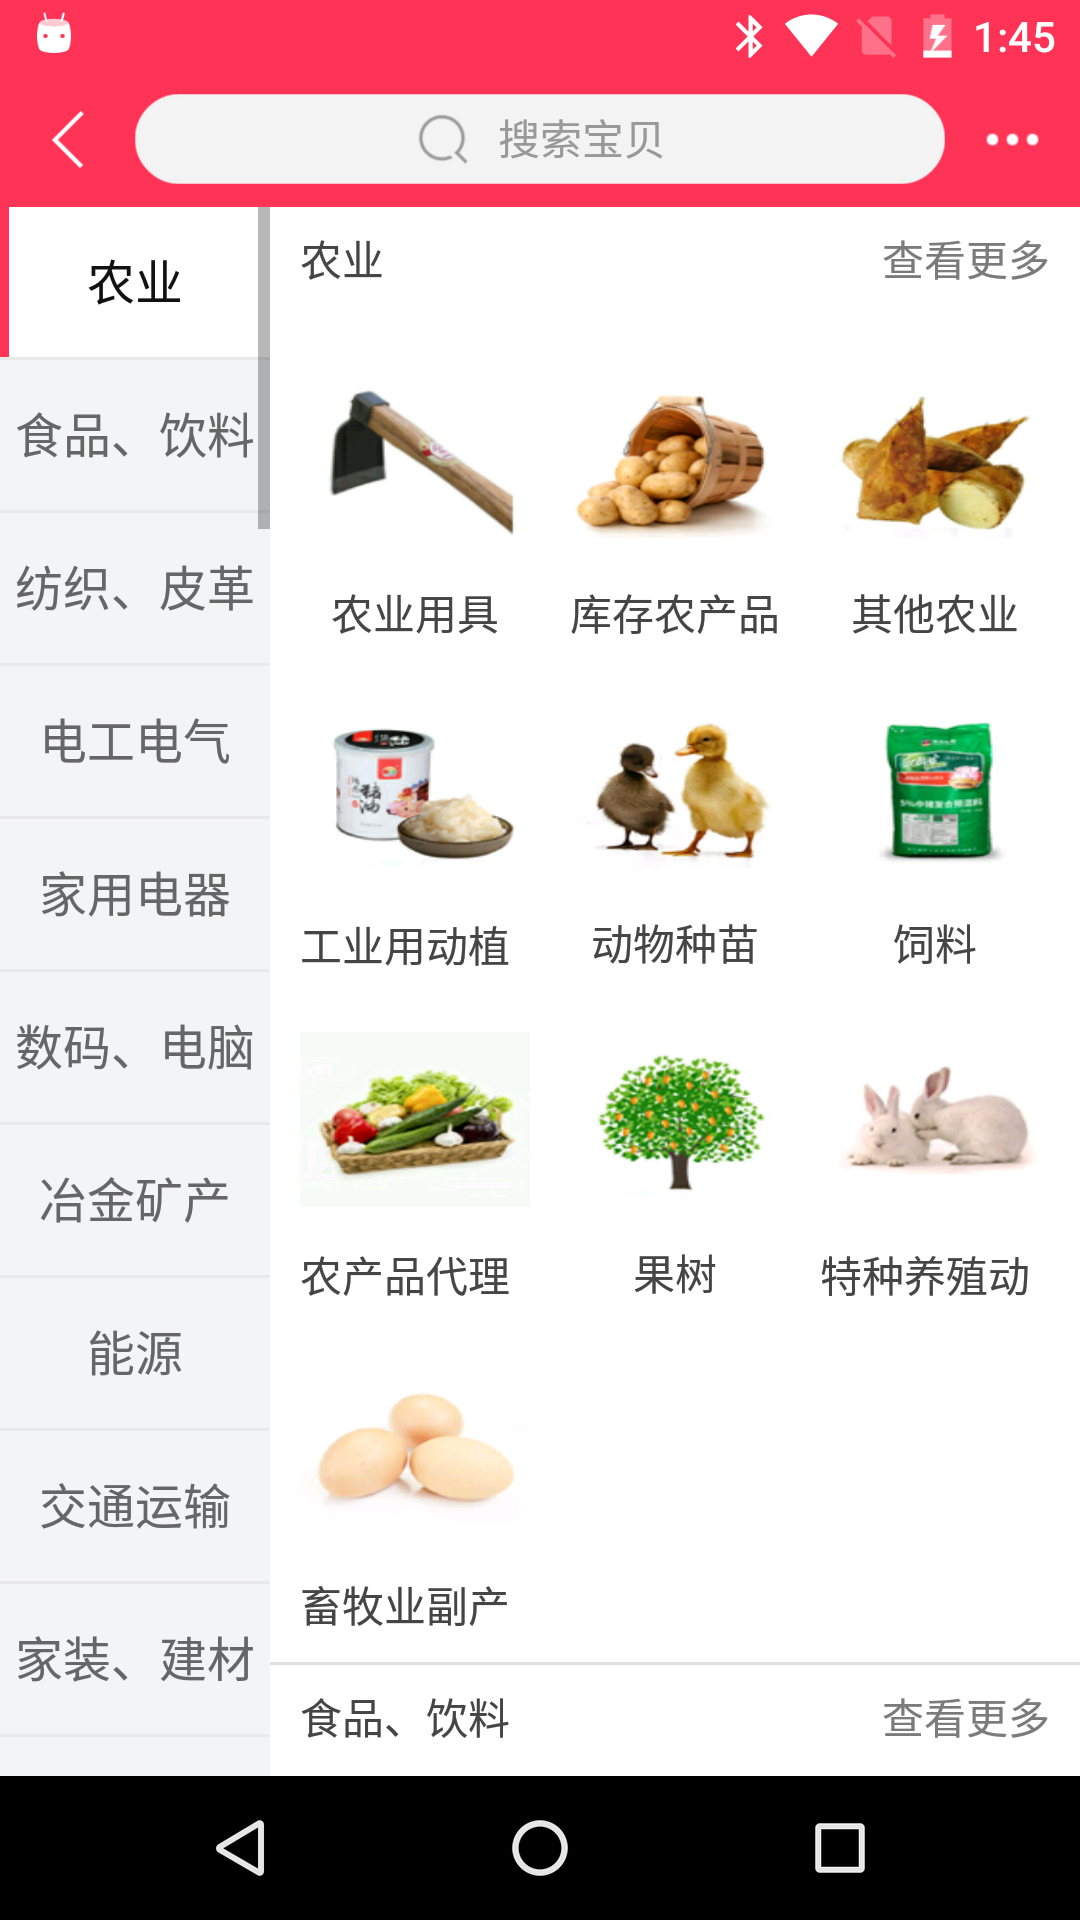 1:45
搜索宝贝
农业
食品、饮料
纺织、皮革
电工电气
家用电器
数码、电脑
冶金矿产
能源
交通运输
家装、建材
农业
查看更多
农业用具
库存农产品
其他农业
工业用动植
动物种苗
饲料
农产品代理
果树
特种养殖动
畜牧业副产
食品、饮料
查看更多